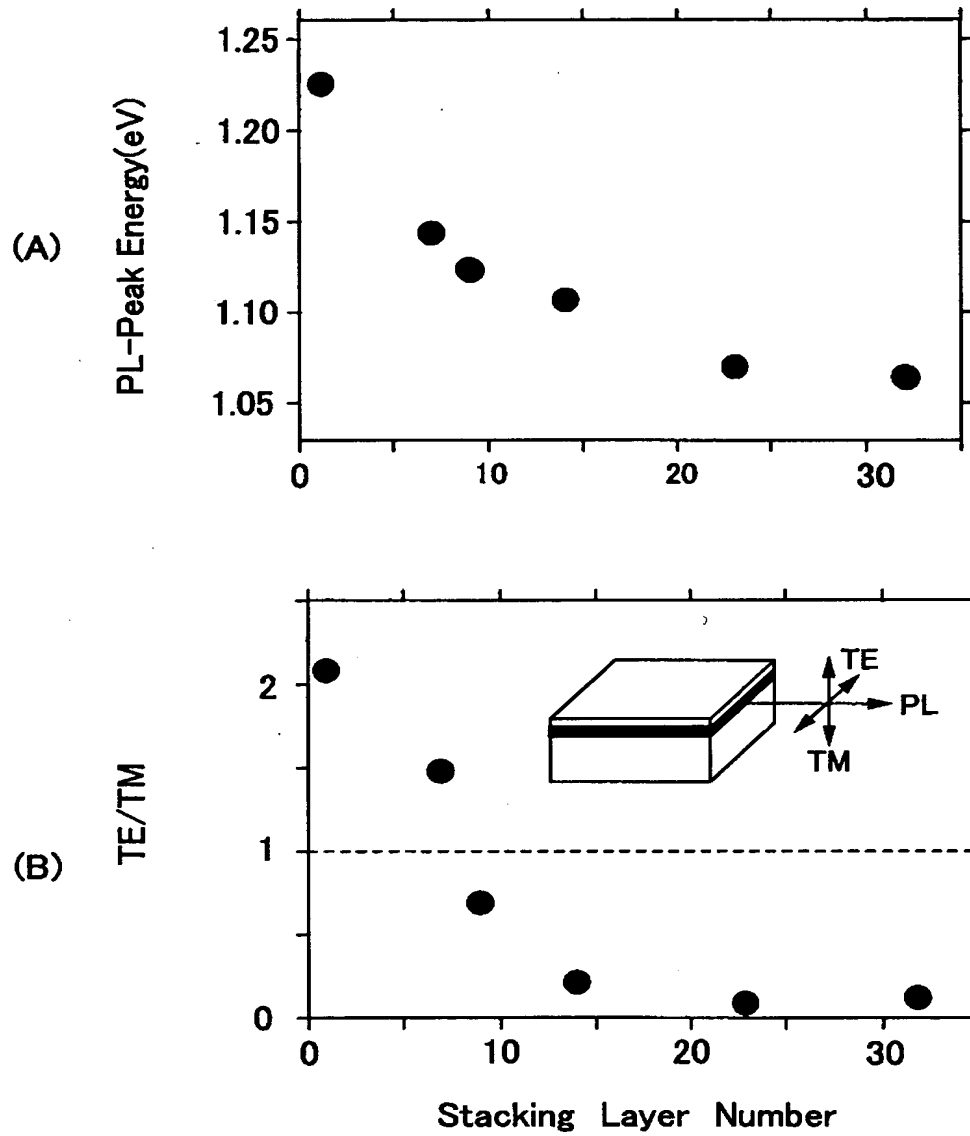 (A)
PL-Peak Energy(eV)
1.25
1.20
1.15
1.10
1.05
0 10 20 30
(B)
TE/TM
2
1
0
TE
PL
TM
0 10 20 30
Stacking Layer Number